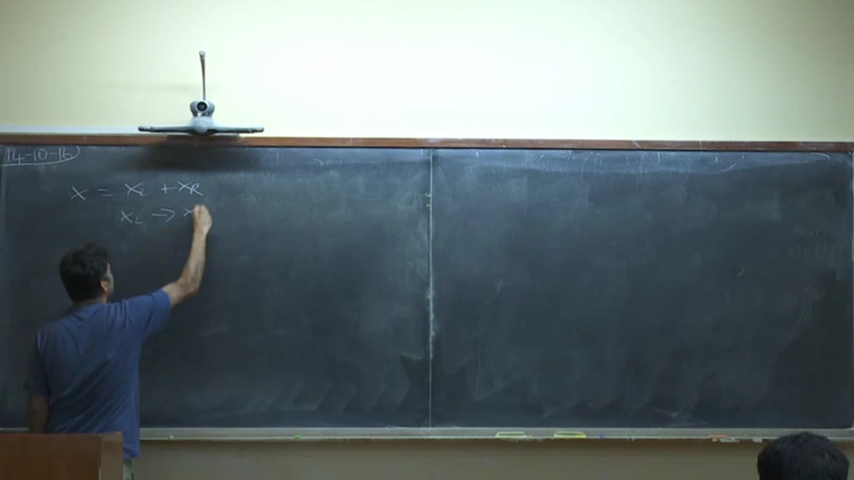 14-10-16
X = X_L + X_R
X_L → X